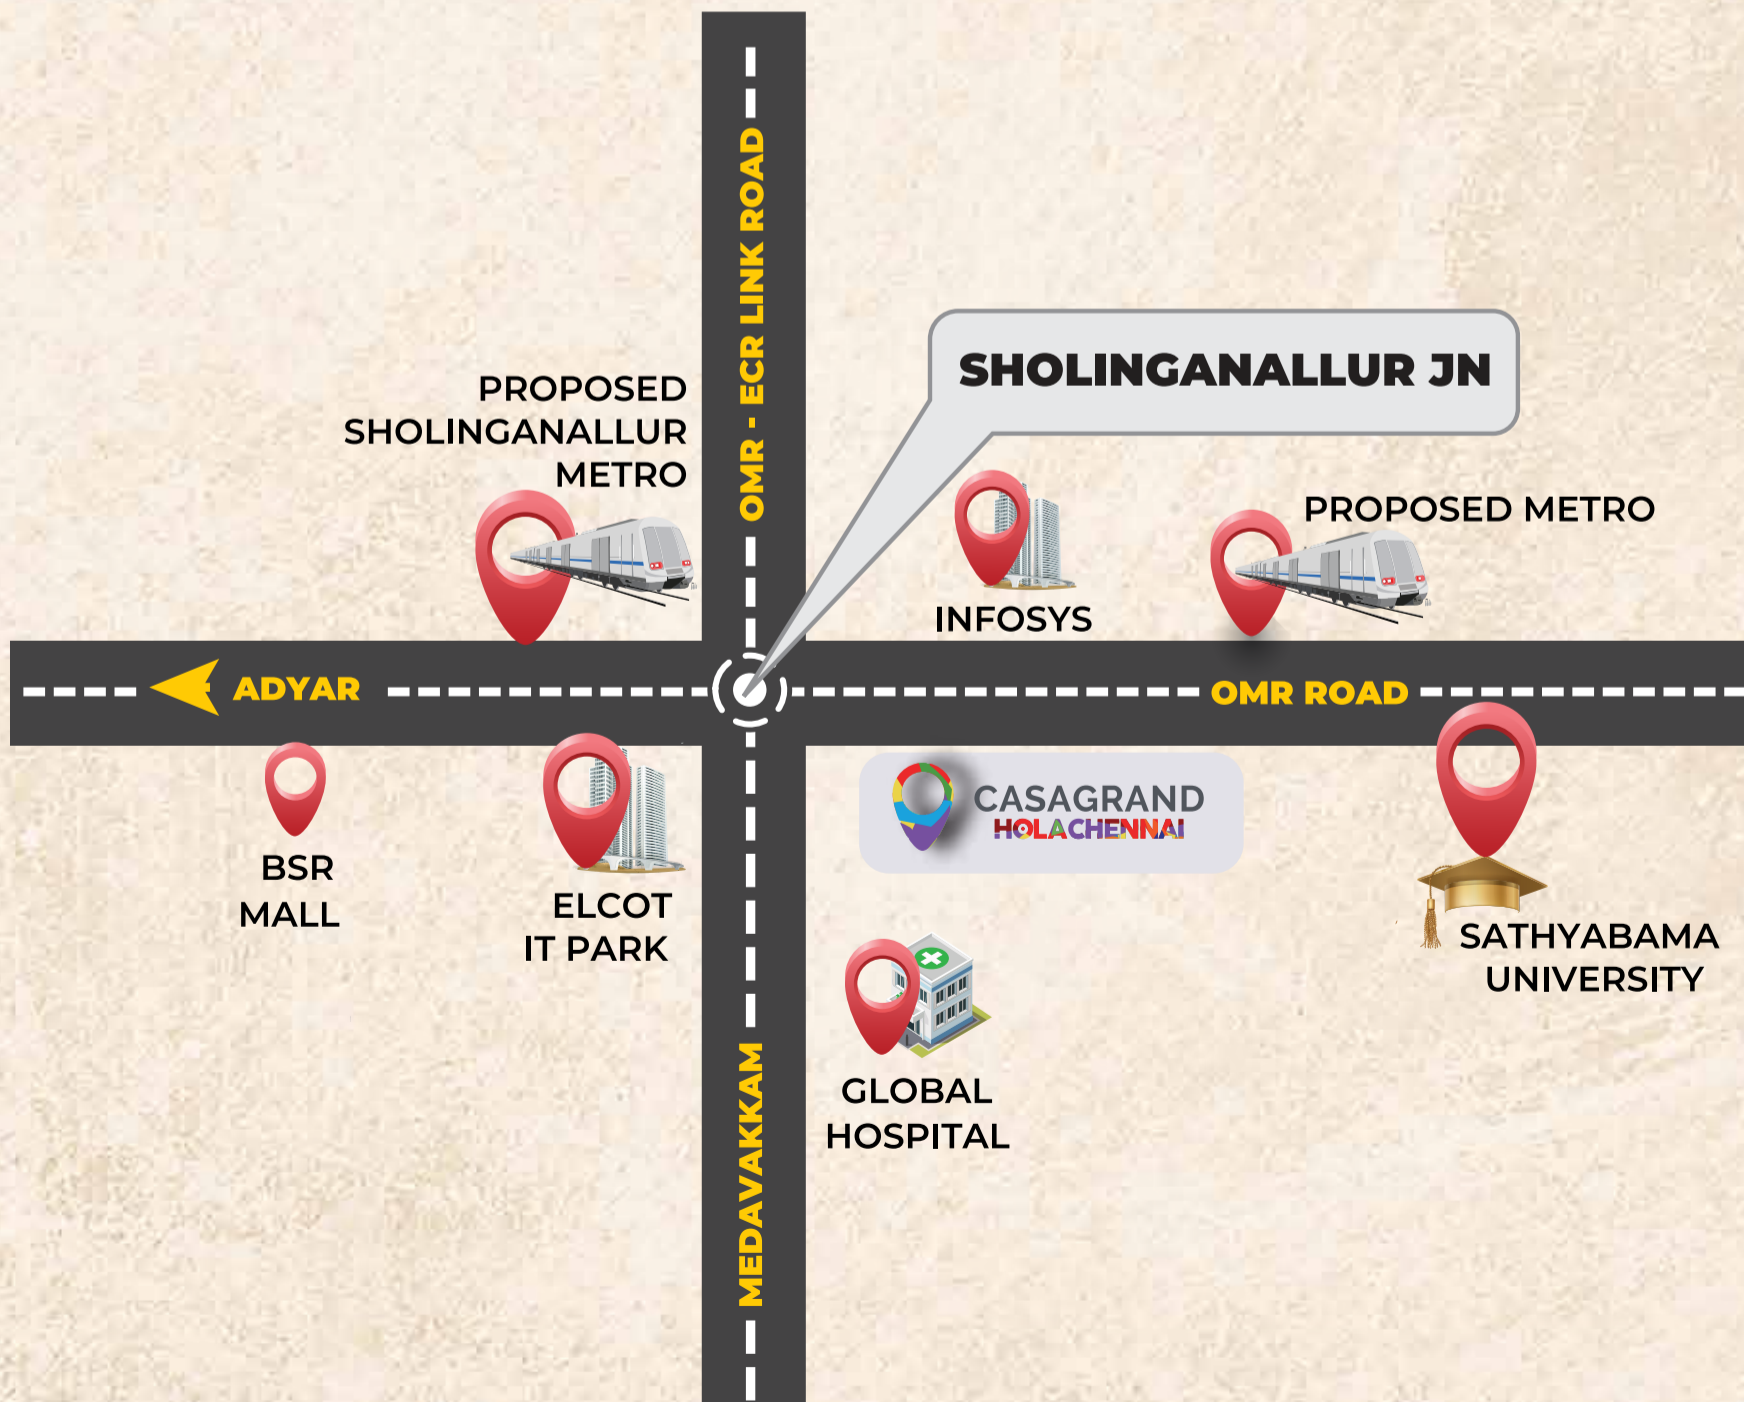 OMR - ECR LINK ROAD
SHOLINGANALLUR JN
PROPOSED
SHOLINGANALLUR
METRO
INFOSYS
PROPOSED METRO
ADYAR
OMR ROAD
BSR
MALL
ELCOT
IT PARK
CASAGRAND
HOLACHENNAI
SATHYABAMA
UNIVERSITY
GLOBAL
HOSPITAL
MEDAVAKKAM